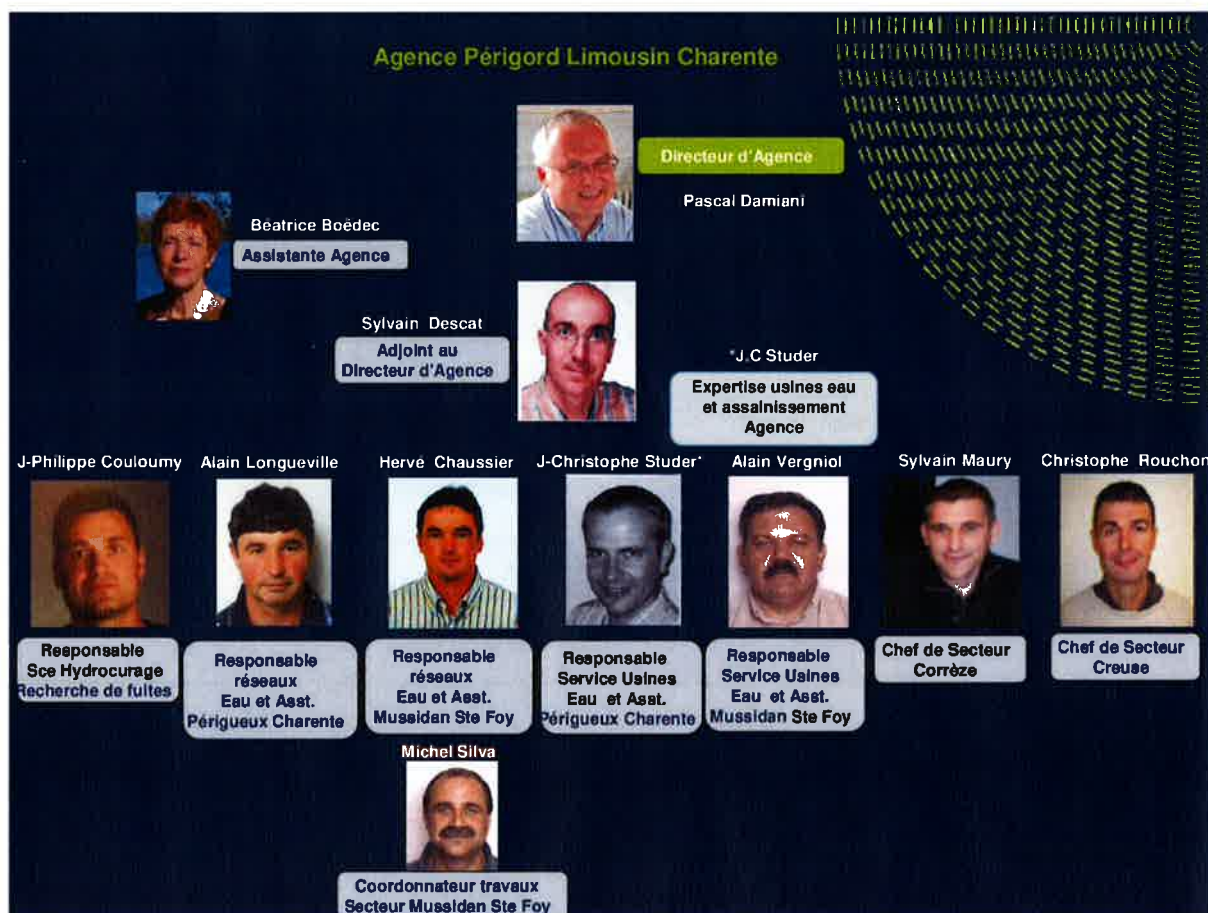 Agence Périgord Limousin Charente
Directeur d'Agence
Pascal Damiani
Béatrice Boëdec
Assistante Agence
Sylvain Descat
Adjoint au
Directeur d'Agence
*J.C Studer
Expertise usines eau
et assainissement
Agence
J-Philippe Couloumy
Responsable
Sce Hydrocurage
Recherche de fuites
Alain Longueville
Responsable
réseaux
Eau et Asst.
Périgueux Charente
Hervé Chaussier
Responsable
réseaux
Eau et Asst.
Mussidan Ste Foy
J-Christophe Studer*
Responsable
Service Usines
Eau et Asst.
Périgueux Charente
Alain Vergniol
Responsable
Service Usines
Eau et Asst.
Mussidan Ste Foy
Sylvain Maury
Chef de Secteur
Corrèze
Christophe Rouchon
Chef de Secteur
Creuse
Michel Silva
Coordonnateur travaux
Secteur Mussidan Ste Foy